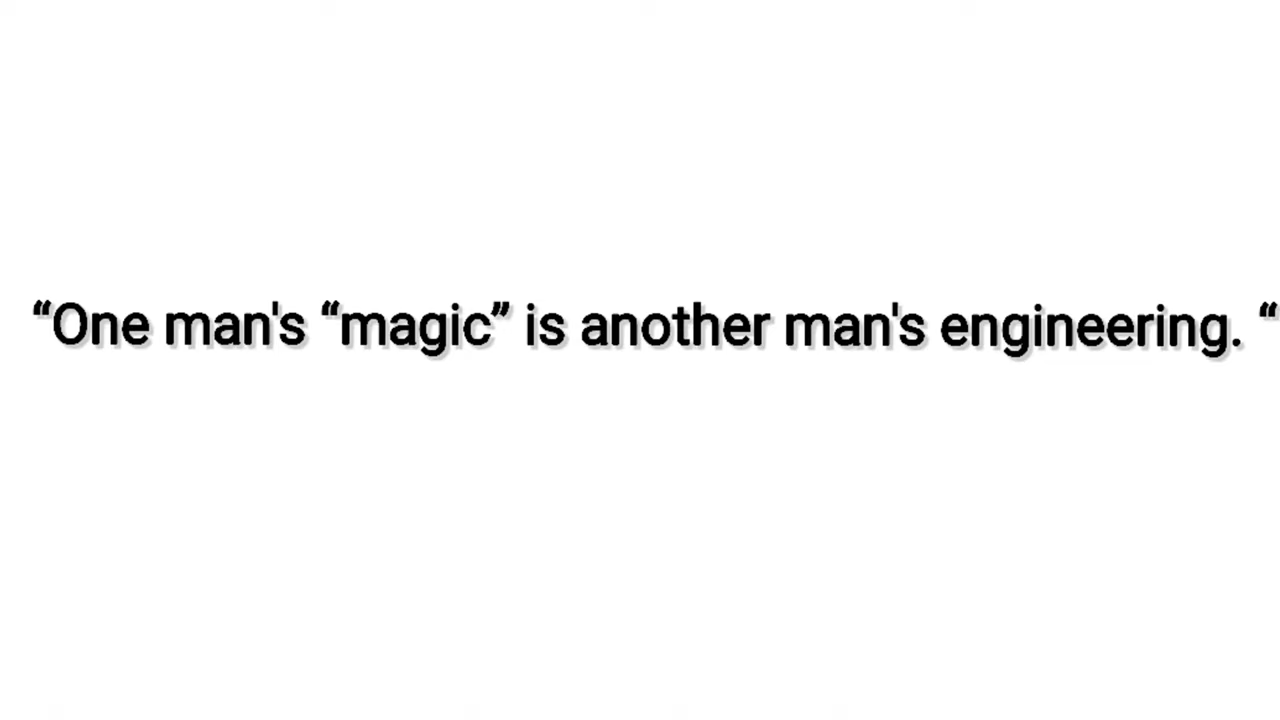 “One man's “magic” is another man's engineering. “